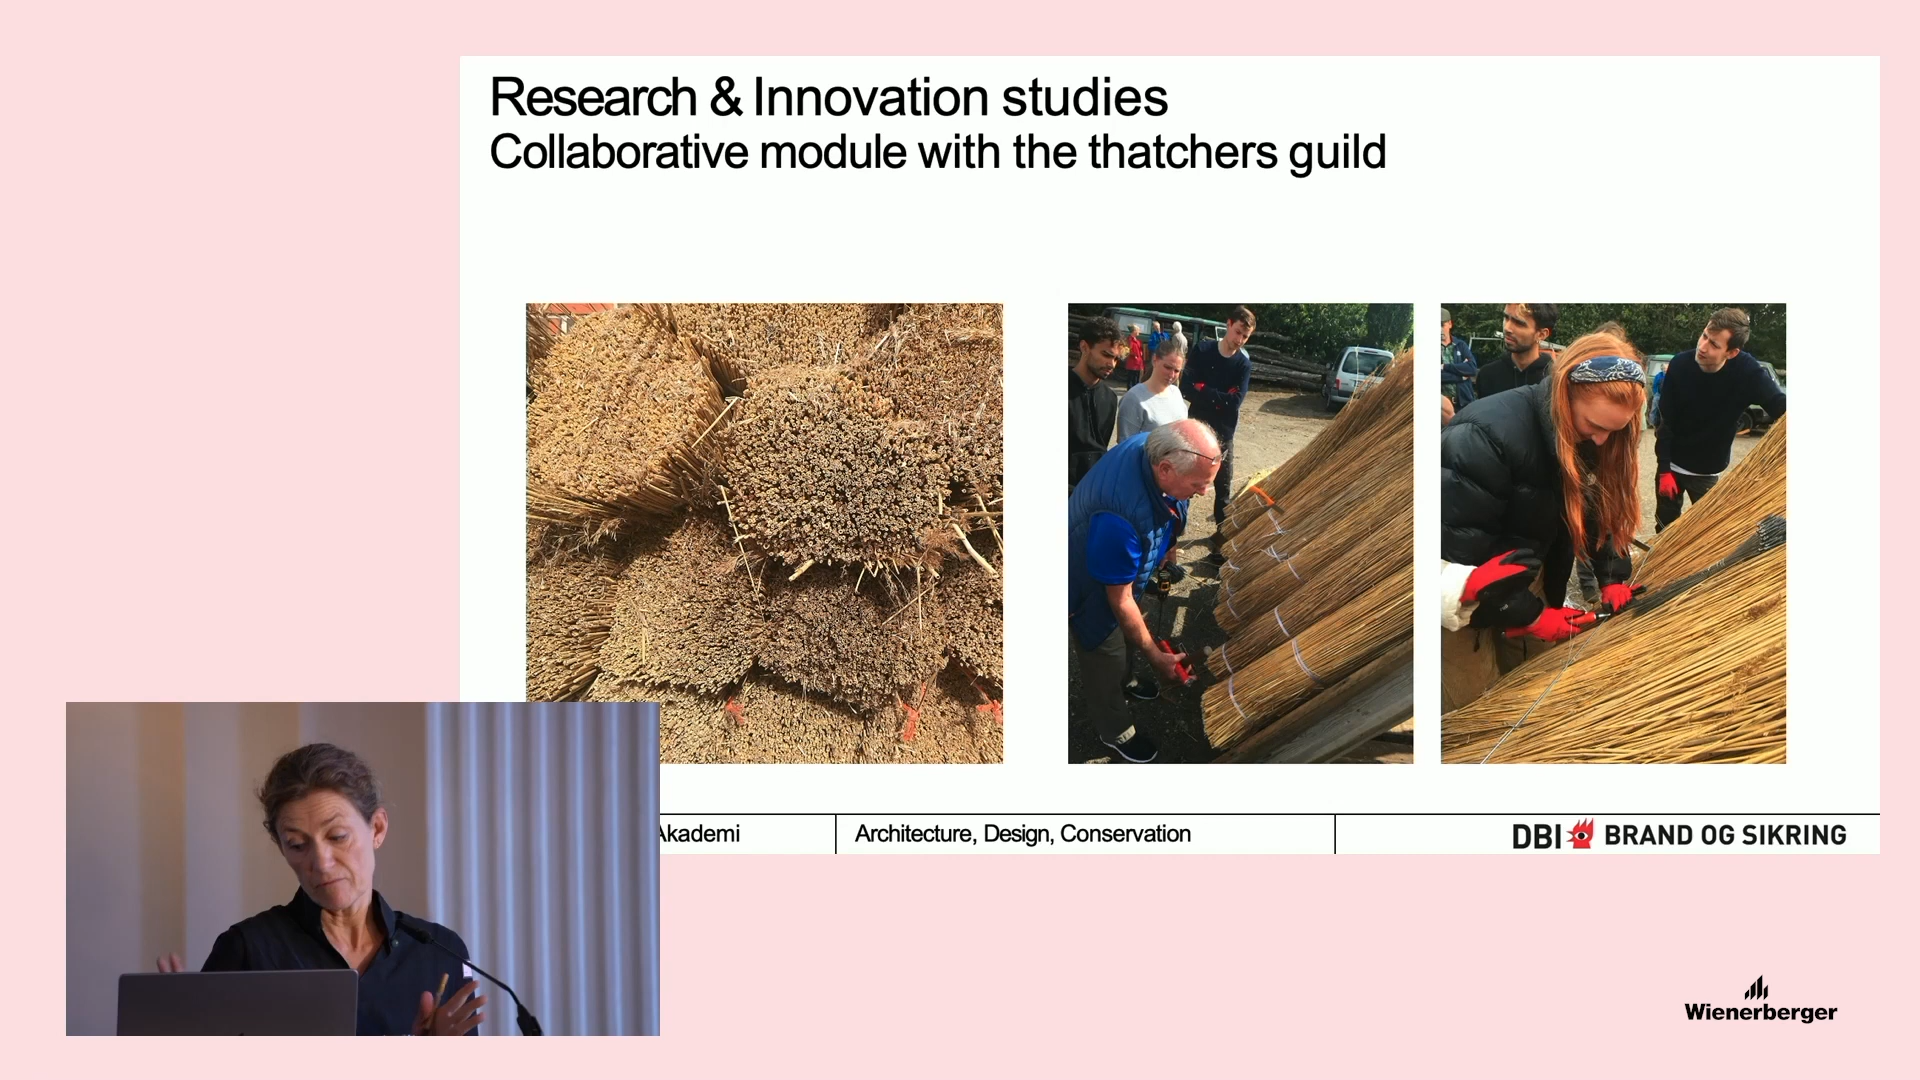 Research & Innovation studies
Collaborative module with the thatchers guild
Akademi
Architecture, Design, Conservation
DBI BRAND OG SIKRING
Wienerberger